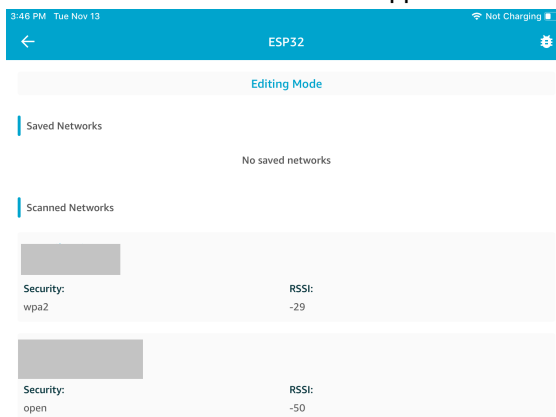 3:46 PM Tue Nov 13 Not Charging
ESP32
Editing Mode
Saved Networks
No saved networks
Scanned Networks
Security: RSSI:
wpa2 -29
Security: RSSI:
open -50